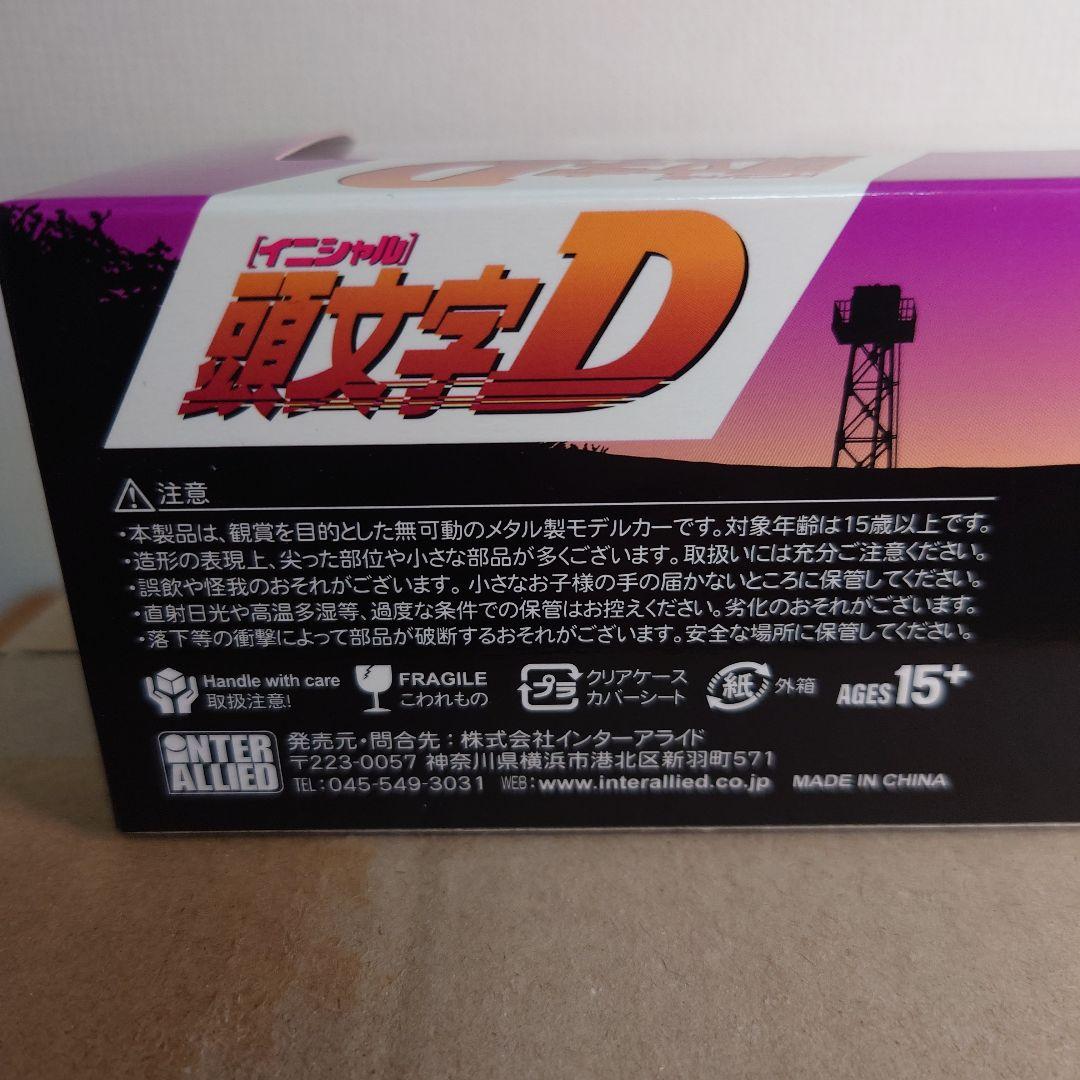 [イニシャル]
頭文字D
注意
・本製品は、観賞を目的とした無可動のメタル製モデルカーです。対象年齢は15歳以上です。
・造形の表現上、尖った部位や小さな部品が多くございます。取扱いには充分ご注意ください。
・誤飲や怪我のおそれがございます。小さなお子様の手の届かないところに保管してください。
・直射日光や高温多湿等、過度な条件での保管はお控えください。劣化のおそれがございます。
・落下等の衝撃によって部品が破断するおそれがございます。安全な場所に保管してください。
Handle with care
取扱注意!
FRAGILE
こわれもの
プラ
クリアケース
カバーシート
紙
外箱
AGES 15+
INTER
ALLIED
発売元・問合先：株式会社インターアライド
〒223-0057 神奈川県横浜市港北区新羽町571
TEL：045-549-3031 WEB：www.interallied.co.jp
MADE IN CHINA